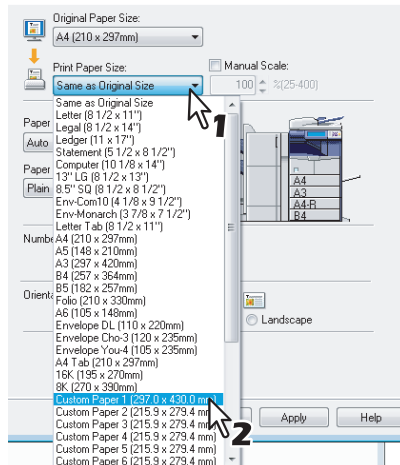 Original Paper Size:
A4 (210 x 297mm)
Print Paper Size:
Manual Scale:
Same as Original Size
100 %(25-400)
1
Same as Original Size
Letter (8 1/2 x 11")
Legal (8 1/2 x 14")
Ledger (11 x 17")
Statement (5 1/2 x 8 1/2")
Computer (10 1/8 x 14")
13" LG (8 1/2 x 13")
8.5" SQ (8 1/2 x 8 1/2")
Env-Com10 (4 1/8 x 9 1/2")
Env-Monarch (3 7/8 x 7 1/2")
Letter Tab (8 1/2 x 11")
A4 (210 x 297mm)
A5 (148 x 210mm)
A3 (297 x 420mm)
B4 (257 x 364mm)
B5 (182 x 257mm)
Folio (210 x 330mm)
A6 (105 x 148mm)
Envelope DL (110 x 220mm)
Envelope Cho-3 (120 x 235mm)
Envelope You-4 (105 x 235mm)
A4 Tab (210 x 297mm)
16K (195 x 270mm)
8K (270 x 390mm)
Custom Paper 1 (297.0 x 430.0 mm)
Custom Paper 2 (215.9 x 279.4 m
Custom Paper 3 (215.9 x 279.4 m
Custom Paper 4 (215.9 x 279.4 m
Custom Paper 5 (215.9 x 279.4 mm
Custom Paper 6 (215.9 x 279.4 mm)
2
Paper
Auto
Paper
Plain
Numbe
Orienta
A4
A3
A4-R
B4
Landscape
Apply
Help